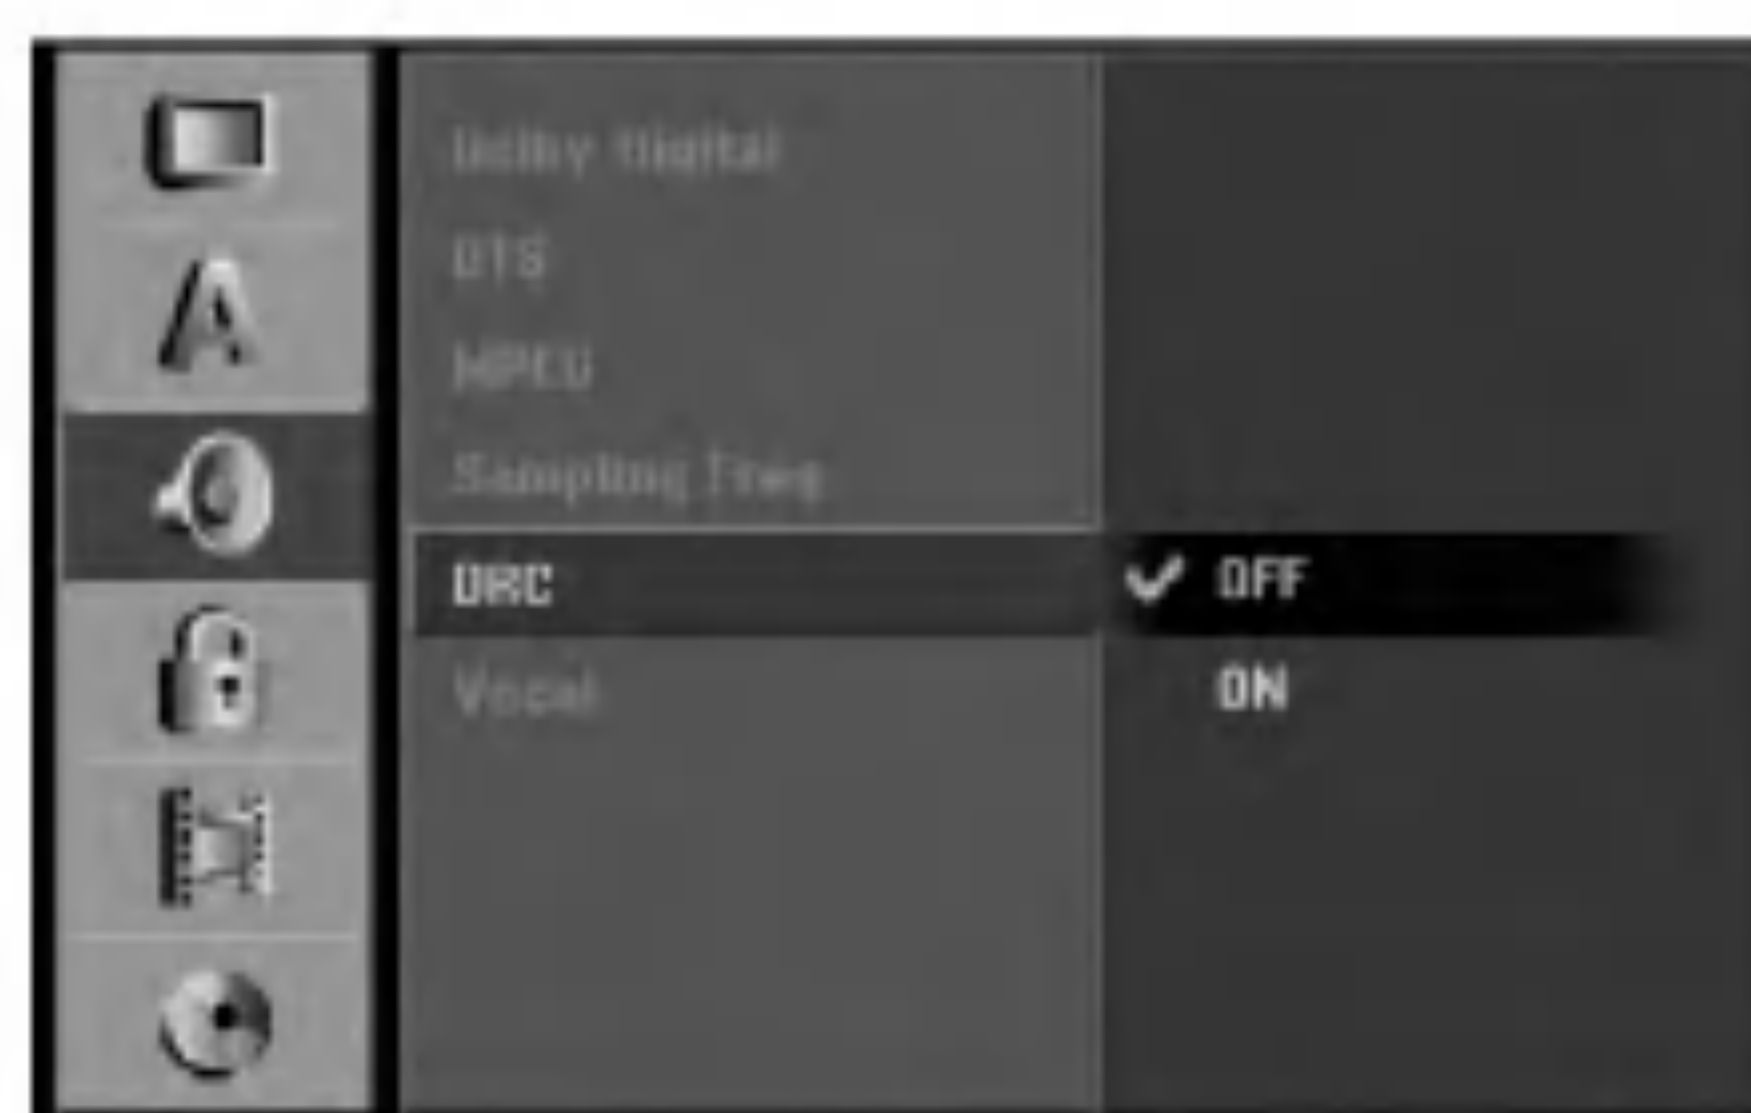 Dolby Digital
DTS
MPEG
Sampling Freq
DRC
OFF
Vocal
ON